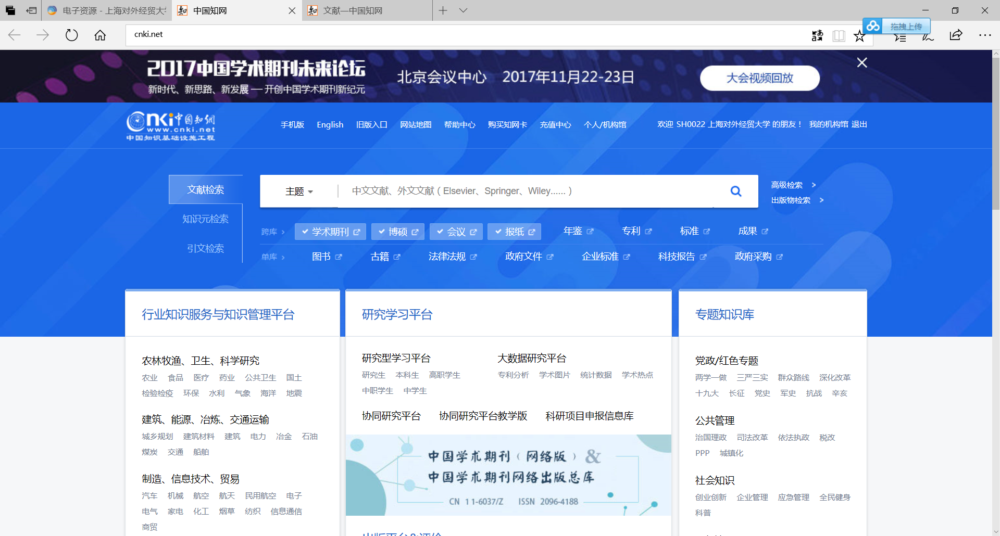 电子资源 - 上海对外经贸大
中国知网
文献—中国知网
cnki.net
拖拽上传
2017中国学术期刊未来论坛
新时代、新思路、新发展 — 开创中国学术期刊新纪元
北京会议中心 2017年11月22-23日
大会视频回放
cnki中国知网
www.cnki.net
中国知识基础设施工程
手机版 English 旧版入口 网站地图 帮助中心 购买知网卡 充值中心 个人/机构馆
欢迎 SH0022 上海对外经贸大学 的朋友！ 我的机构馆 退出
文献检索
知识元检索
引文检索
主题
中文文献、外文文献（Elsevier、Springer、Wiley......）
高级检索 >
出版物检索 >
跨库 > 学术期刊 博硕 会议 报纸 年鉴 专利 标准 成果
单库 > 图书 古籍 法律法规 政府文件 企业标准 科技报告 政府采购
行业知识服务与知识管理平台
农林牧渔、卫生、科学研究
农业 食品 医疗 药业 公共卫生 国土
检验检疫 环保 水利 气象 海洋 地震
建筑、能源、冶炼、交通运输
城乡规划 建筑材料 建筑 电力 冶金 石油
煤炭 交通 船舶
制造、信息技术、贸易
汽车 机械 航空 航天 民用航空 电子
电气 家电 化工 烟草 纺织 信息通信
商贸
研究学习平台
研究型学习平台
研究生 本科生 高职学生
中职学生 中学生
大数据研究平台
专利分析 学术图片 统计数据 学术热点
协同研究平台 协同研究平台教学版 科研项目申报信息库
中国学术期刊（网络版）&
中国学术期刊网络出版总库
CN 11-6037/Z ISSN 2096-4188
出版平台&评价
专题知识库
党政/红色专题
两学一做 三严三实 群众路线 深化改革
十九大 长征 党史 军史 抗战 辛亥
公共管理
治国理政 司法改革 依法执政 税改
PPP 城镇化
社会知识
创业创新 企业管理 应急管理 全民健身
科普